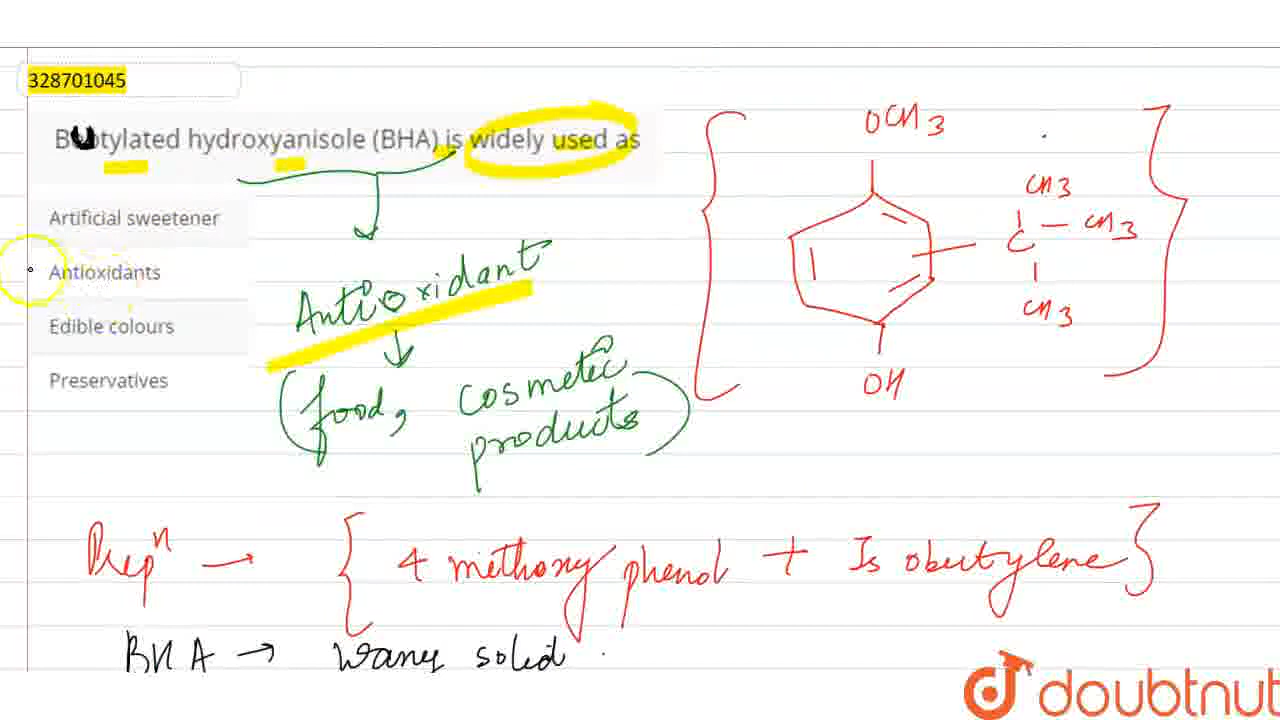 328701045
Beutylated hydroxyanisole (BHA) is widely used as
Artificial sweetener
Antioxidants
Edible colours
Preservatives
Antioxidant
(food, cosmetic products)
OCH3
CH3
C — CH3
CH3
OH
Prepn → { 4 methoxy phenol + Isobutylene }
BHA → Waxy solid
doubtnut